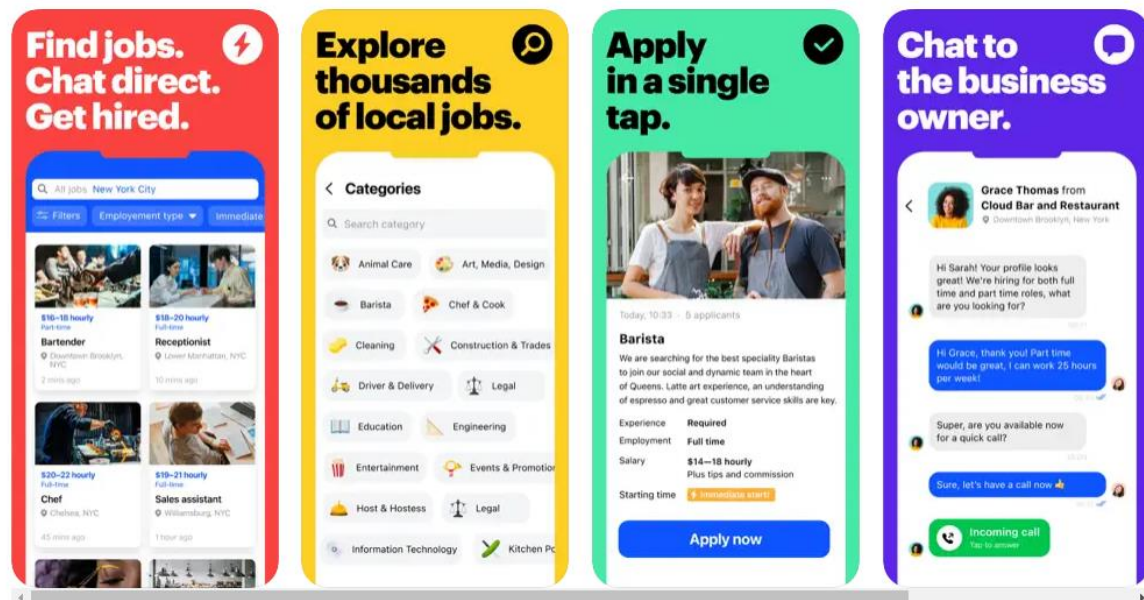 Find jobs.
Chat direct.
Get hired.
All jobs New York City
Filters
Employement type
Immediate
$16–18 hourly
Part-time
Bartender
Downtown Brooklyn,
NYC
2 mins ago
$18–20 hourly
Full-time
Receptionist
Lower Manhattan, NYC
10 mins ago
$20–22 hourly
Full-time
Chef
Chelsea, NYC
45 mins ago
$19–21 hourly
Full-time
Sales assistant
Williamsburg, NYC
1 hour ago
Explore
thousands
of local jobs.
Categories
Search category
Animal Care
Art, Media, Design
Barista
Chef & Cook
Cleaning
Construction & Trades
Driver & Delivery
Legal
Education
Engineering
Entertainment
Events & Promotion
Host & Hostess
Legal
Information Technology
Kitchen Po
Apply
in a single
tap.
Today, 10:33 · 5 applicants
Barista
We are searching for the best speciality Baristas
to join our social and dynamic team in the heart
of Queens. Latte art experience, an understanding
of espresso and great customer service skills are key.
Experience Required
Employment Full time
Salary $14—18 hourly
Plus tips and commission
Starting time Immediate start!
Apply now
Chat to
the business
owner.
Grace Thomas from
Cloud Bar and Restaurant
Downtown Brooklyn, New York
Hi Sarah! Your profile looks
great! We're hiring for both full
time and part time roles, what
are you looking for?
Hi Grace, thank you! Part time
would be great, I can work 25 hours
per week!
Super, are you available now
for a quick call?
Sure, let's have a call now
Incoming call
Tap to answer